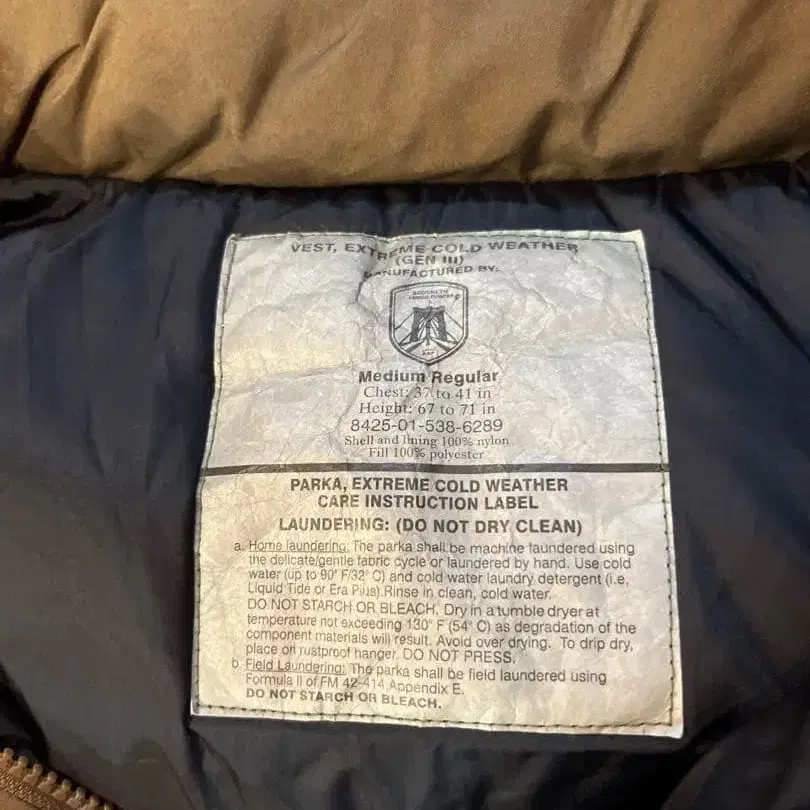 VEST, EXTREME COLD WEATHER
(GEN III)
MANUFACTURED BY:
BROOKLYN
ARMED FORCES
Medium Regular
Chest: 37 to 41 in
Height: 67 to 71 in
8425-01-538-6289
Shell and lining 100% nylon
Fill 100% polyester
PARKA, EXTREME COLD WEATHER
CARE INSTRUCTION LABEL
LAUNDERING: (DO NOT DRY CLEAN)
a. Home laundering: The parka shall be machine laundered using
the delicate/gentle fabric cycle or laundered by hand. Use cold
water (up to 90° F/32° C) and cold water laundry detergent (i.e,
Liquid Tide or Era Plus).Rinse in clean, cold water.
DO NOT STARCH OR BLEACH. Dry in a tumble dryer at
temperature not exceeding 130° F (54° C) as degradation of the
component materials will result. Avoid over drying. To drip dry,
place on rustproof hanger. DO NOT PRESS.
b. Field Laundering: The parka shall be field laundered using
Formula II of FM 42-414 Appendix E.
DO NOT STARCH OR BLEACH.